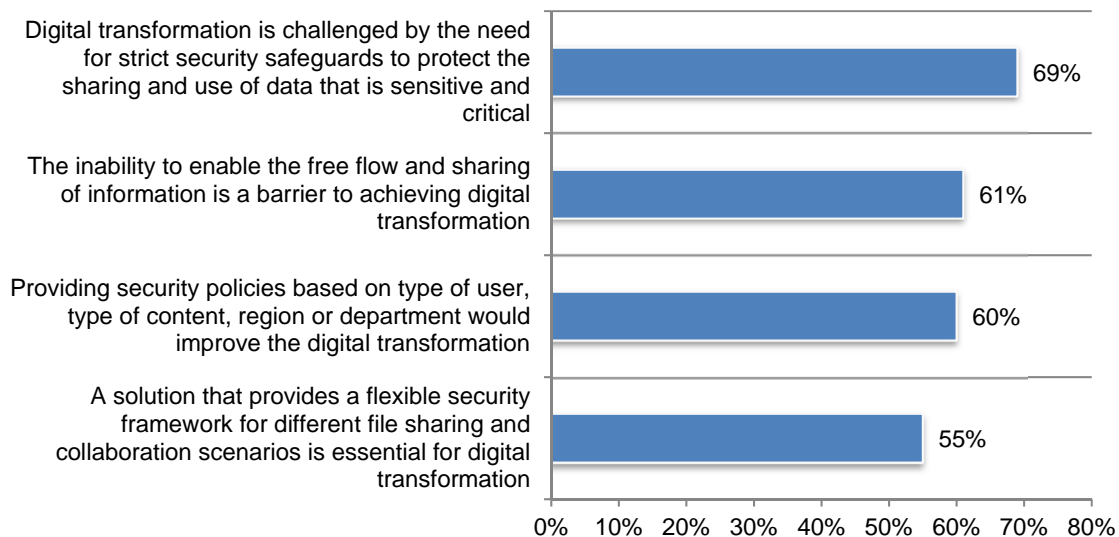 Digital transformation is challenged by the need
for strict security safeguards to protect the
sharing and use of data that is sensitive and
critical
69%
The inability to enable the free flow and sharing
of information is a barrier to achieving digital
transformation
61%
Providing security policies based on type of user,
type of content, region or department would
improve the digital transformation
60%
A solution that provides a flexible security
framework for different file sharing and
collaboration scenarios is essential for digital
transformation
55%
0% 10% 20% 30% 40% 50% 60% 70% 80%